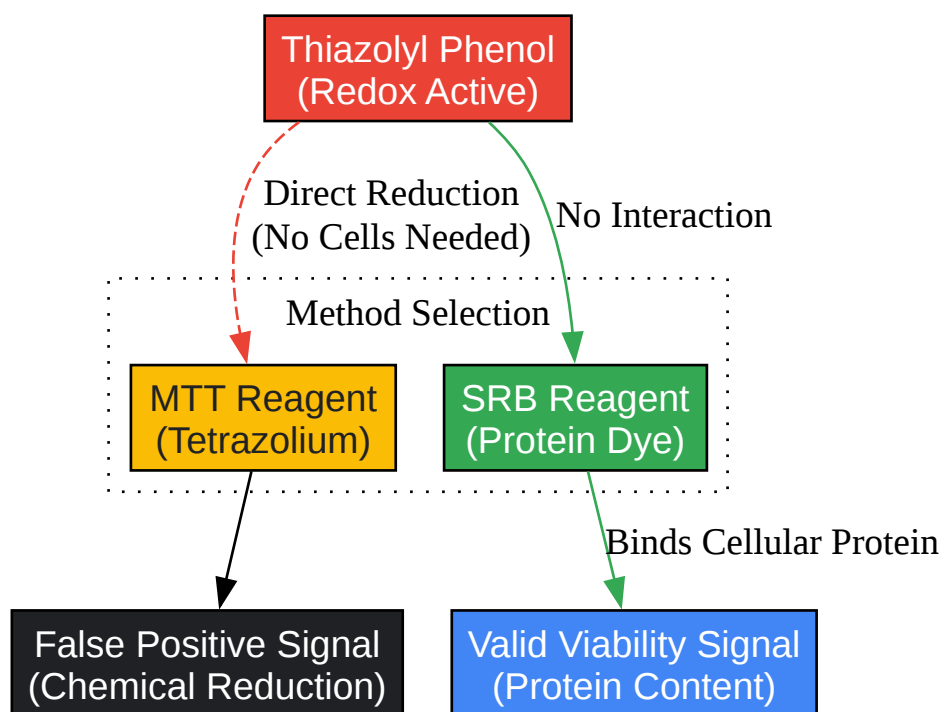 Thiazolyl Phenol
(Redox Active)
Direct Reduction
(No Cells Needed)
No Interaction
Method Selection
MTT Reagent
(Tetrazolium)
SRB Reagent
(Protein Dye)
Binds Cellular Protein
False Positive Signal
(Chemical Reduction)
Valid Viability Signal
(Protein Content)